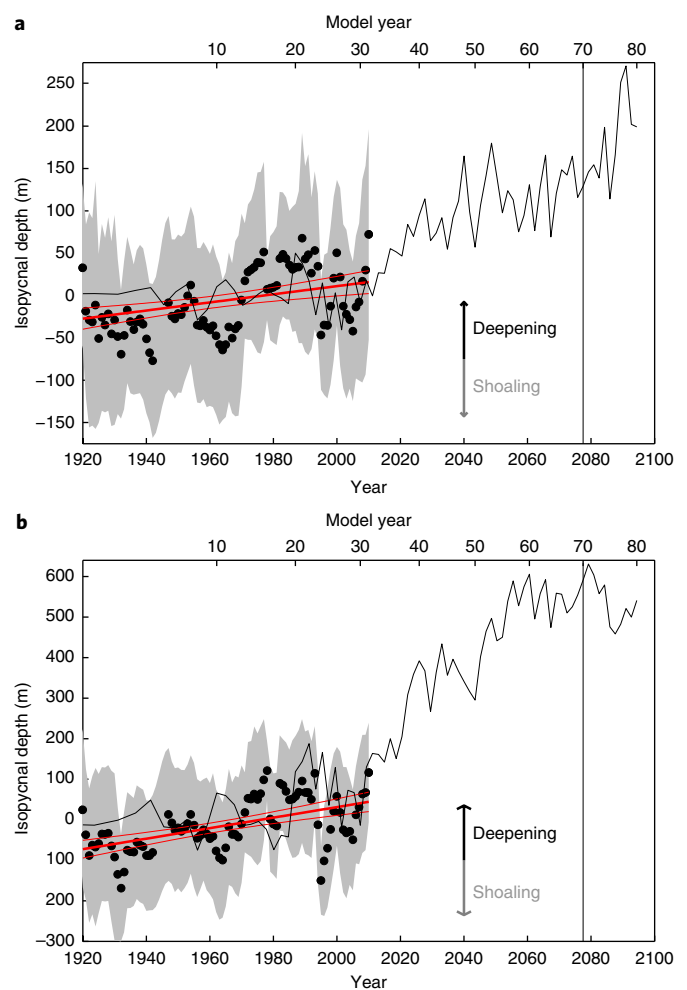 a
Model year
10 20 30 40 50 60 70 80
250
200
150
100
50
0
−50
−100
−150
Isopycnal depth (m)
Deepening
Shoaling
1920 1940 1960 1980 2000 2020 2040 2060 2080 2100
Year
b
Model year
10 20 30 40 50 60 70 80
600
500
400
300
200
100
0
100
200
−300
Isopycnal depth (m)
Deepening
Shoaling
1920 1940 1960 1980 2000 2020 2040 2060 2080 2100
Year